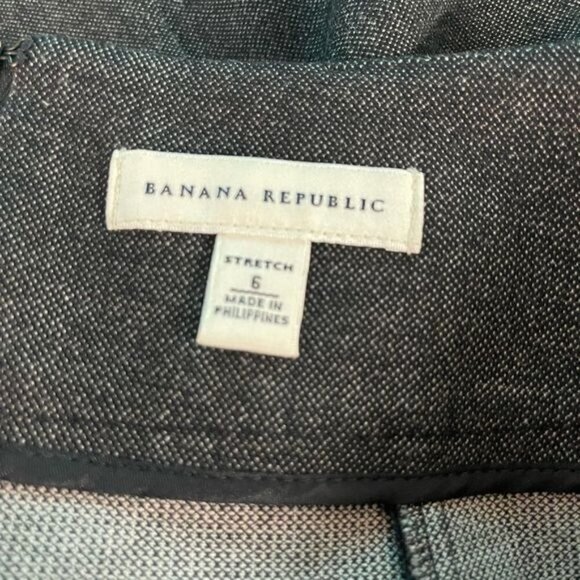 BANANA REPUBLIC
STRETCH
6
MADE IN
PHILIPPINES